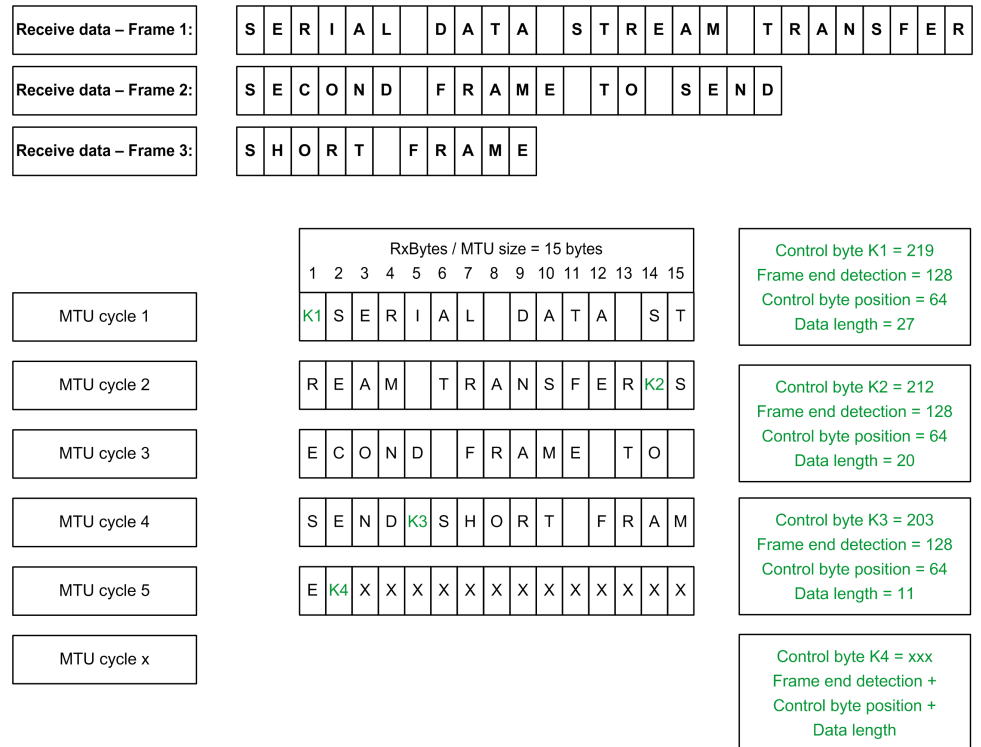 Receive data – Frame 1: S E R I A L D A T A S T R E A M T R A N S F E R
Receive data – Frame 2: S E C O N D F R A M E T O S E N D
Receive data – Frame 3: S H O R T F R A M E
RxBytes / MTU size = 15 bytes
1 2 3 4 5 6 7 8 9 10 11 12 13 14 15
MTU cycle 1
K1 S E R I A L D A T A S T
Control byte K1 = 219
Frame end detection = 128
Control byte position = 64
Data length = 27
MTU cycle 2
R E A M T R A N S F E R K2 S
Control byte K2 = 212
Frame end detection = 128
Control byte position = 64
Data length = 20
MTU cycle 3
E C O N D F R A M E T O
MTU cycle 4
S E N D K3 S H O R T F R A M
Control byte K3 = 203
Frame end detection = 128
Control byte position = 64
Data length = 11
MTU cycle 5
E K4 X X X X X X X X X X X X X
MTU cycle x
Control byte K4 = xxx
Frame end detection +
Control byte position +
Data length